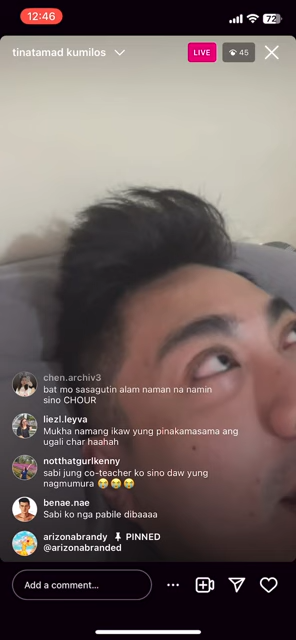 12:46
72
tinatamad kumilos
LIVE
45
chen.archiv3
bat mo sasagutin alam naman na namin
sino CHOUR
liezl.leyva
Mukha namang ikaw yung pinakamasama ang
ugali char haahah
notthatgurlkenny
sabi jung co-teacher ko sino daw yung
nagmumura 😭😭😭
benae.nae
Sabi ko nga pabile dibaaaa
arizonabrandy 📌 PINNED
@arizonabranded
Add a comment...